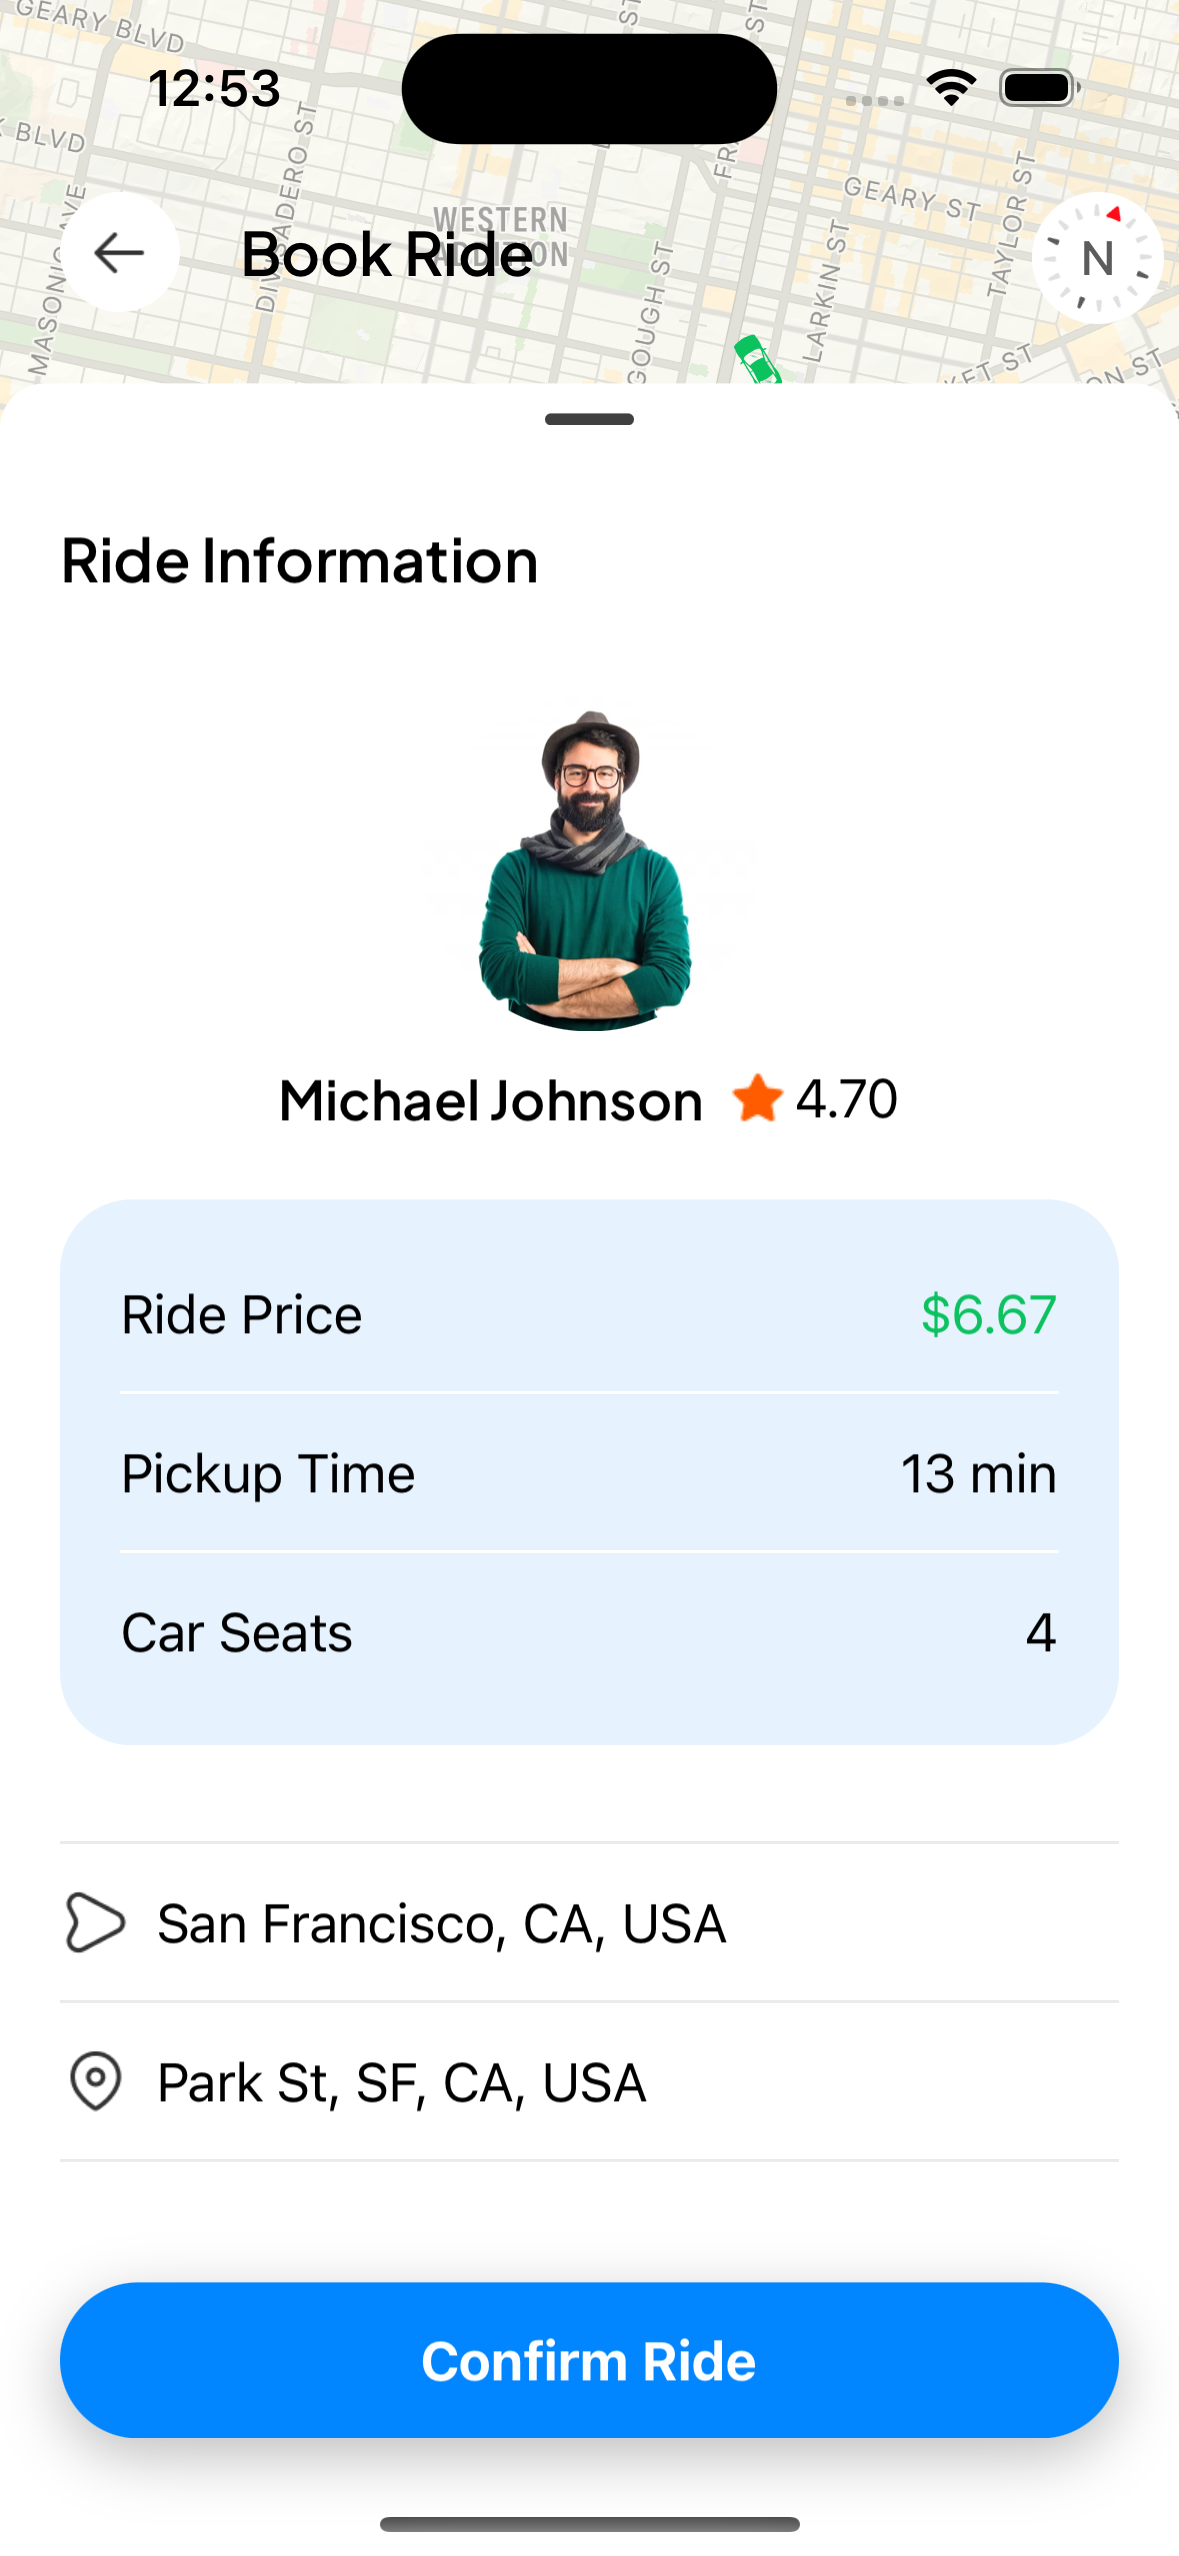 GEARY BLVD
12:53
BLVD
DIVISADERO ST
MASONIC AVE
WESTERN
ADDITION
Book Ride
GEARY ST
TAYLOR ST
N
GOUGH ST
LARKIN ST
Ride Information
Michael Johnson 4.70
Ride Price $6.67
Pickup Time 13 min
Car Seats 4
San Francisco, CA, USA
Park St, SF, CA, USA
Confirm Ride